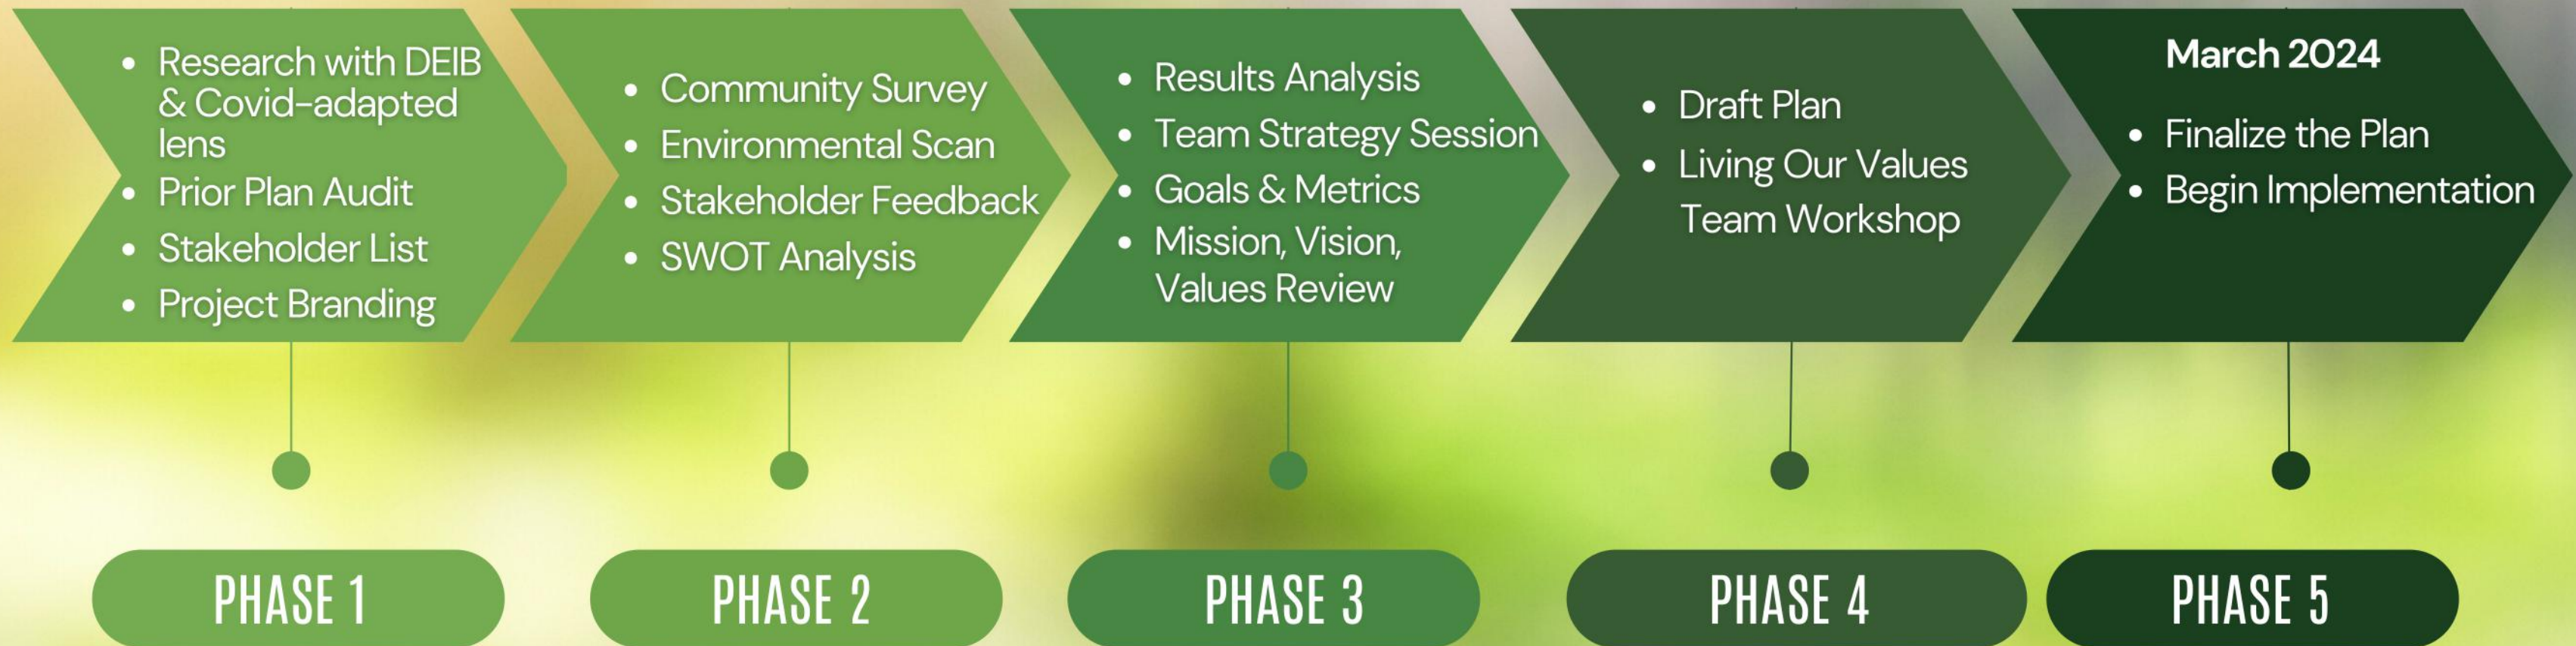 • Research with DEIB
& Covid-adapted
lens
• Prior Plan Audit
• Stakeholder List
• Project Branding
• Community Survey
• Environmental Scan
• Stakeholder Feedback
• SWOT Analysis
• Results Analysis
• Team Strategy Session
• Goals & Metrics
• Mission, Vision,
Values Review
• Draft Plan
• Living Our Values
Team Workshop
March 2024
• Finalize the Plan
• Begin Implementation
PHASE 1
PHASE 2
PHASE 3
PHASE 4
PHASE 5